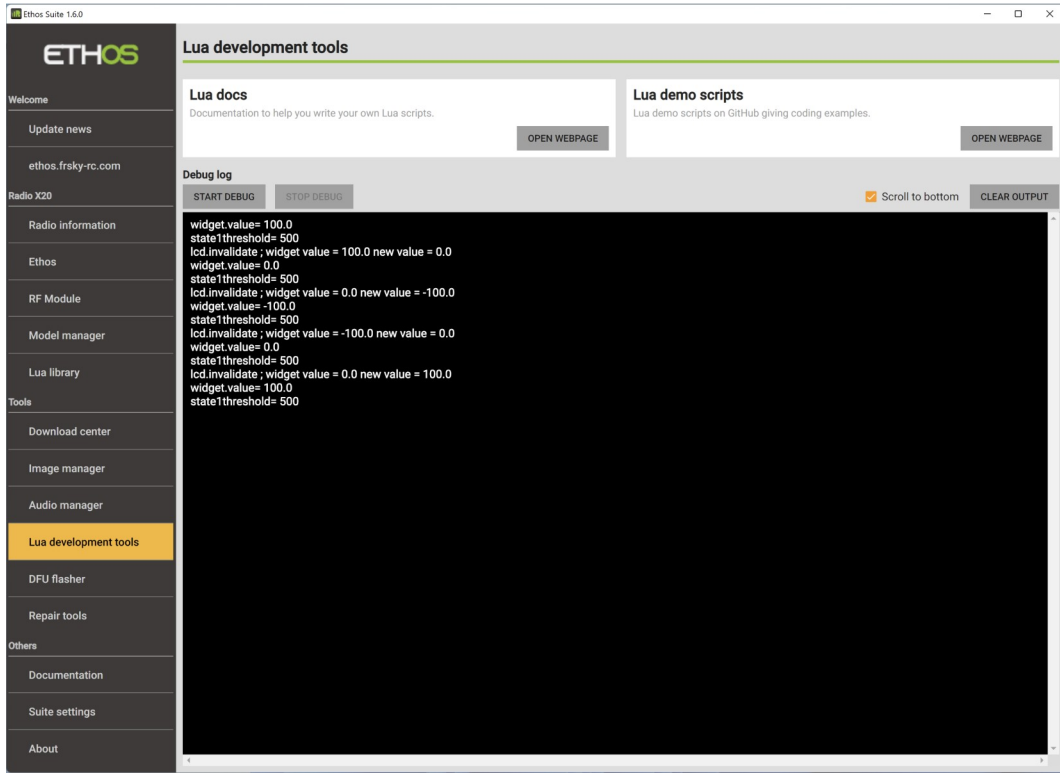 Ethos Suite 1.6.0
ETHOS
Welcome
Update news
ethos.frsky-rc.com
Radio X20
Radio information
Ethos
RF Module
Model manager
Lua library
Tools
Download center
Image manager
Audio manager
Lua development tools
DFU flasher
Repair tools
Others
Documentation
Suite settings
About
Lua development tools
Lua docs
Documentation to help you write your own Lua scripts.
OPEN WEBPAGE
Lua demo scripts
Lua demo scripts on GitHub giving coding examples.
OPEN WEBPAGE
Debug log
START DEBUG
STOP DEBUG
Scroll to bottom
CLEAR OUTPUT
widget.value= 100.0
state1threshold= 500
lcd.invalidate ; widget value = 100.0 new value = 0.0
widget.value= 0.0
state1threshold= 500
lcd.invalidate ; widget value = 0.0 new value = -100.0
widget.value= -100.0
state1threshold= 500
lcd.invalidate ; widget value = -100.0 new value = 0.0
widget.value= 0.0
state1threshold= 500
lcd.invalidate ; widget value = 0.0 new value = 100.0
widget.value= 100.0
state1threshold= 500